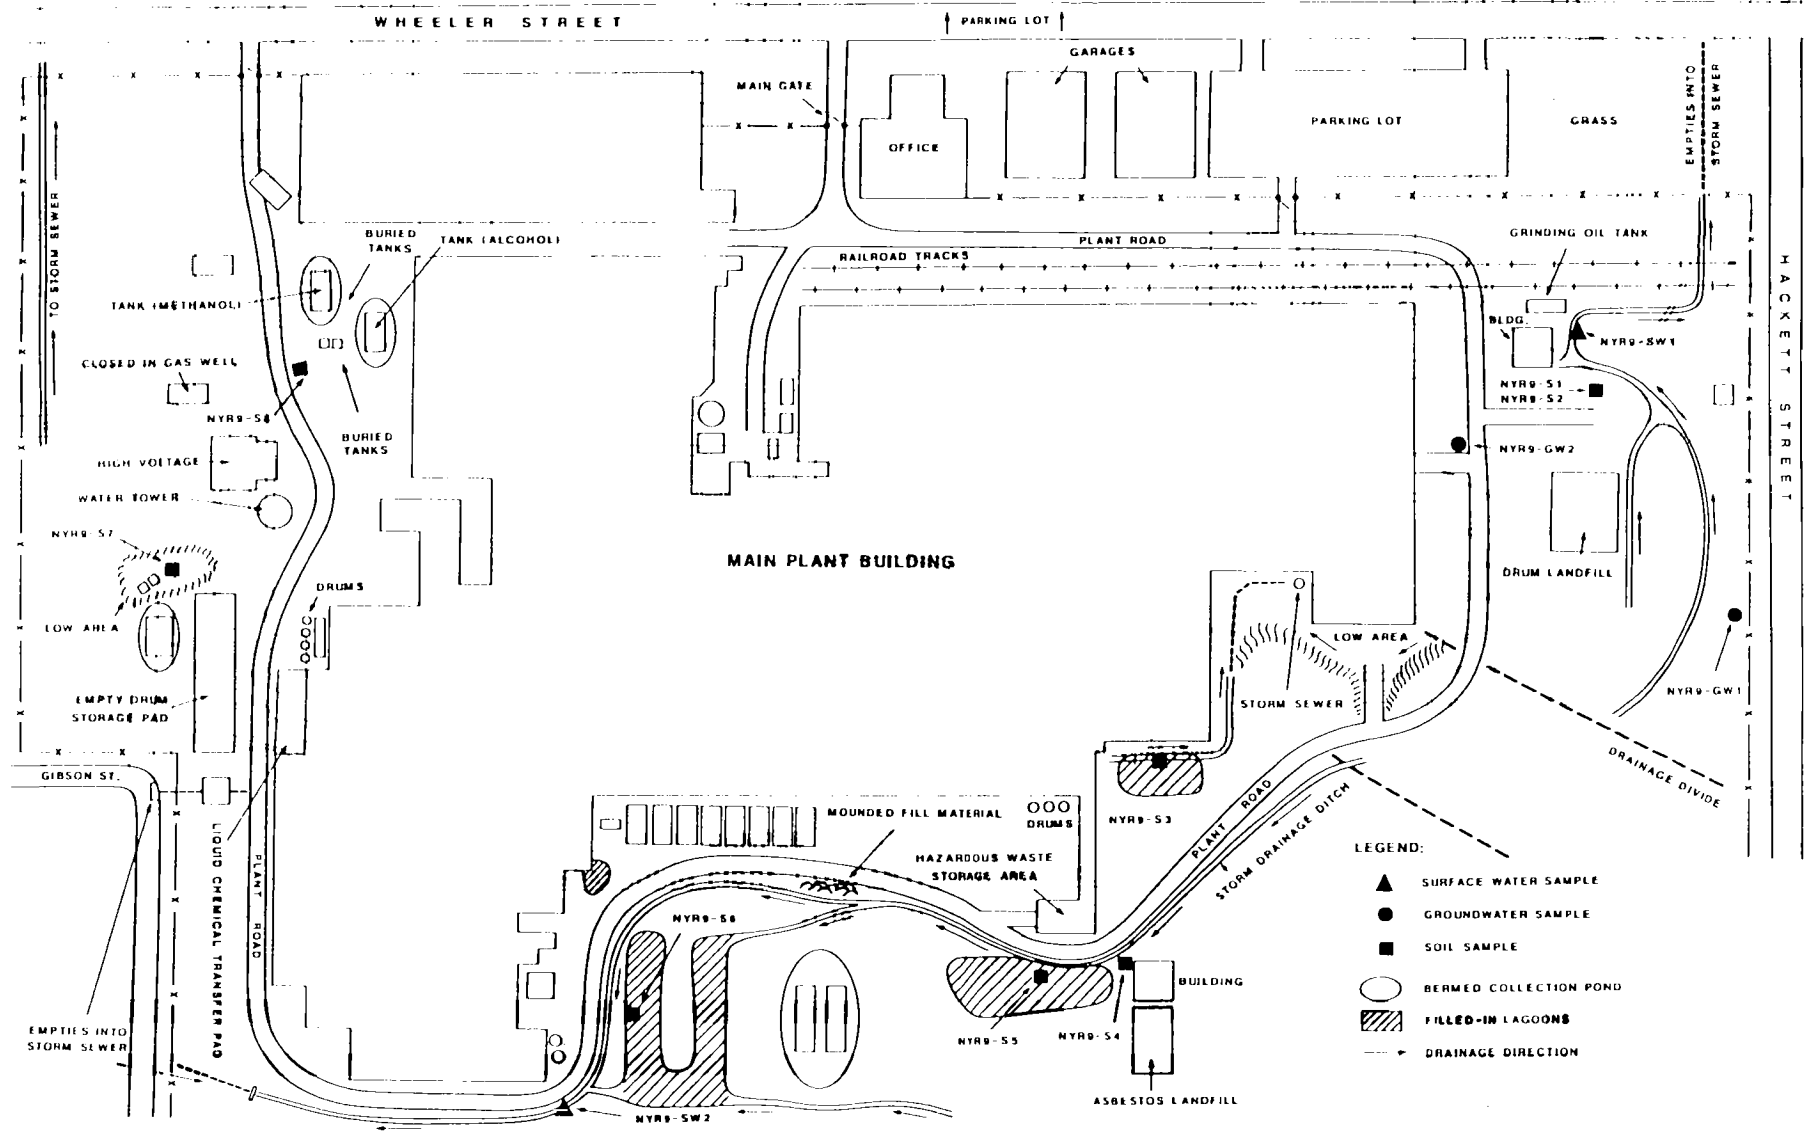 WHEELER STREET
PARKING LOT
GARAGES
MAIN GATE
OFFICE
PARKING LOT
GRASS
EMPTIES INTO
STORM SEWER
TO STORM SEWER
BURIED
TANKS
TANK (ALCOHOL)
PLANT ROAD
RAILROAD TRACKS
GRINDING OIL TANK
HACKETT STREET
TANK (METHANOL)
BLDG.
NYR9-SW1
CLOSED IN GAS WELL
NYR9-S1
NYR9-S2
NYR9-S8
BURIED
TANKS
NYR9-GW2
HIGH VOLTAGE
WATER TOWER
NYR9-S7
MAIN PLANT BUILDING
DRUM LANDFILL
DRUMS
LOW AREA
LOW AREA
NYR9-GW1
EMPTY DRUM
STORAGE PAD
STORM SEWER
DRAINAGE DIVIDE
GIBSON ST.
PLANT ROAD
STORM DRAINAGE DITCH
MOUNDED FILL MATERIAL
DRUMS
NYR9-S3
LIQUID CHEMICAL TRANSFER PAD
PLANT ROAD
HAZARDOUS WASTE
STORAGE AREA
NYR9-S6
LEGEND:
SURFACE WATER SAMPLE
GROUNDWATER SAMPLE
SOIL SAMPLE
BERMED COLLECTION POND
FILLED-IN LAGOONS
DRAINAGE DIRECTION
BUILDING
EMPTIES INTO
STORM SEWER
NYR9-S5
NYR9-S4
ASBESTOS LANDFILL
NYR9-SW2